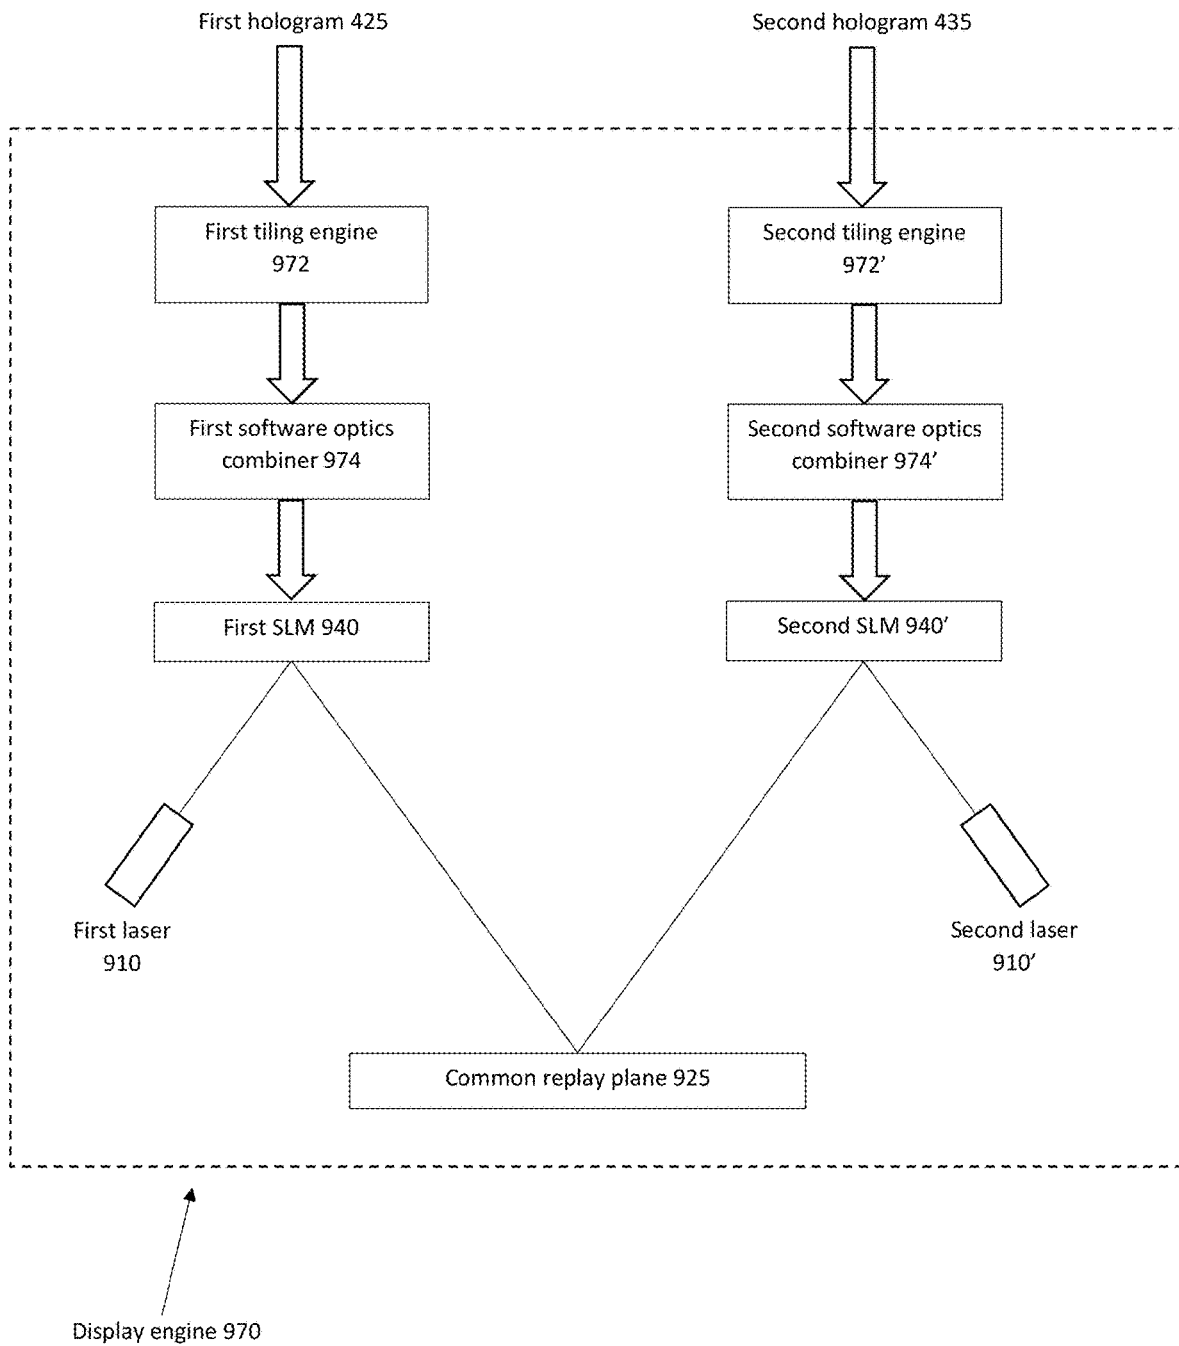 First hologram 425
Second hologram 435
First tiling engine
972
Second tiling engine
972’
First software optics
combiner 974
Second software optics
combiner 974’
First SLM 940
Second SLM 940’
First laser
910
Second laser
910’
Common replay plane 925
Display engine 970